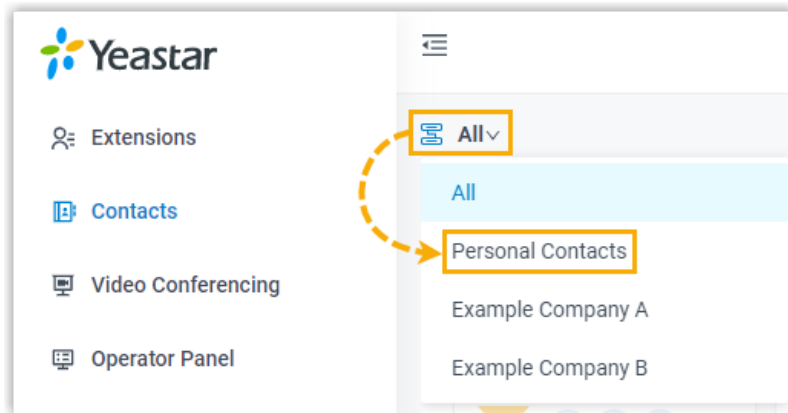 Yeastar
Extensions
Contacts
Video Conferencing
Operator Panel
All
All
Personal Contacts
Example Company A
Example Company B